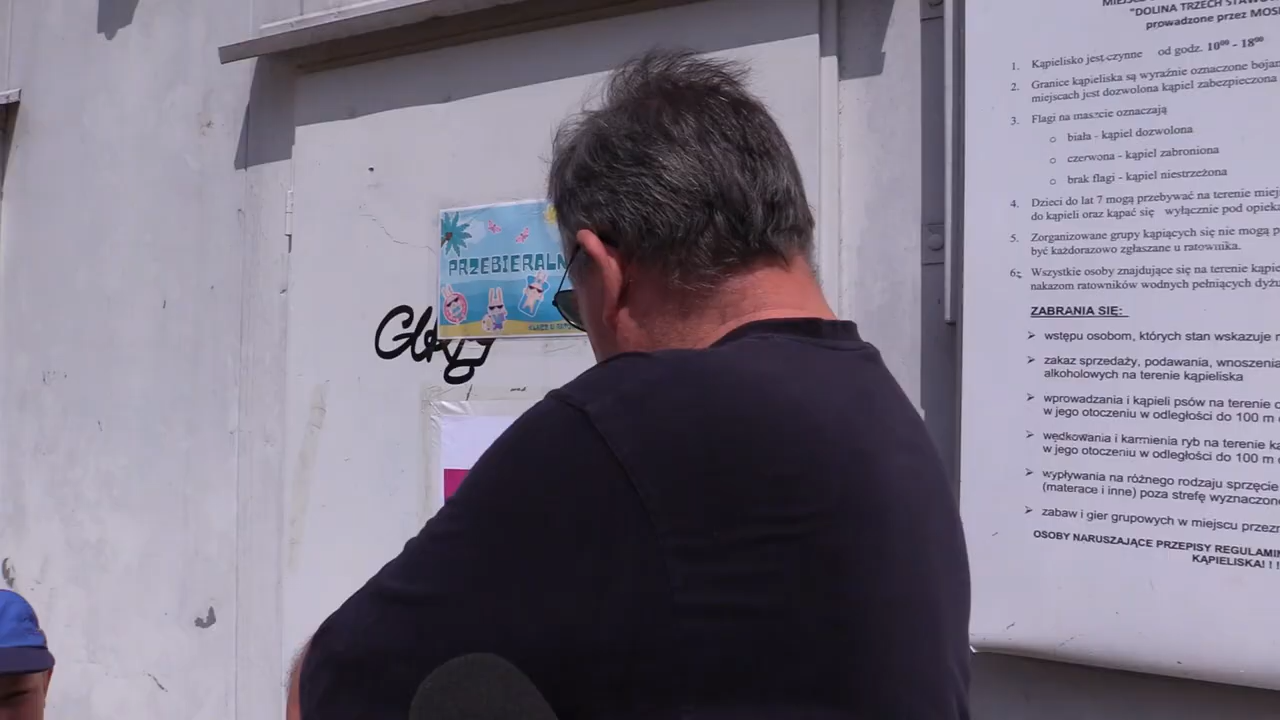 PRZEBIERALN
"DOLINA TRZECH STAWÓW
prowadzone przez MOS
1. Kąpielisko jest czynne od godz. 10⁰⁰ - 18⁰⁰
2. Granice kąpieliska są wyraźnie oznaczone
miejscach jest dozwolona kąpiel zabezpieczona
3. Flagi na maszcie oznaczają
o biała - kąpiel dozwolona
o czerwona - kąpiel zabroniona
o brak flagi - kąpiel niestrzeżona
4. Dzieci do lat 7 mogą przebywać na terenie
do kąpieli oraz kąpać się wyłącznie pod
5. Zorganizowane grupy kąpiących się nie mogą
być każdorazowo zgłaszane u ratownika.
6. Wszystkie osoby znajdujące się na terenie
nakazom ratowników wodnych pełniących
ZABRANIA SIĘ:
➢ wstępu osobom, których stan wskazuje
➢ zakaz sprzedaży, podawania, wnoszenia
alkoholowych na terenie kąpieliska
➢ wprowadzania i kąpieli psów na terenie
w jego otoczeniu w odległości do 100 m
➢ wędkowania i karmienia ryb na terenie
w jego otoczeniu w odległości do 100 m
➢ wypływania na różnego rodzaju sprzęcie
(materace i inne) poza strefę
➢ zabaw i gier grupowych w miejscu
OSOBY NARUSZAJĄCE PRZEPISY
KĄPIELISKA! ! !